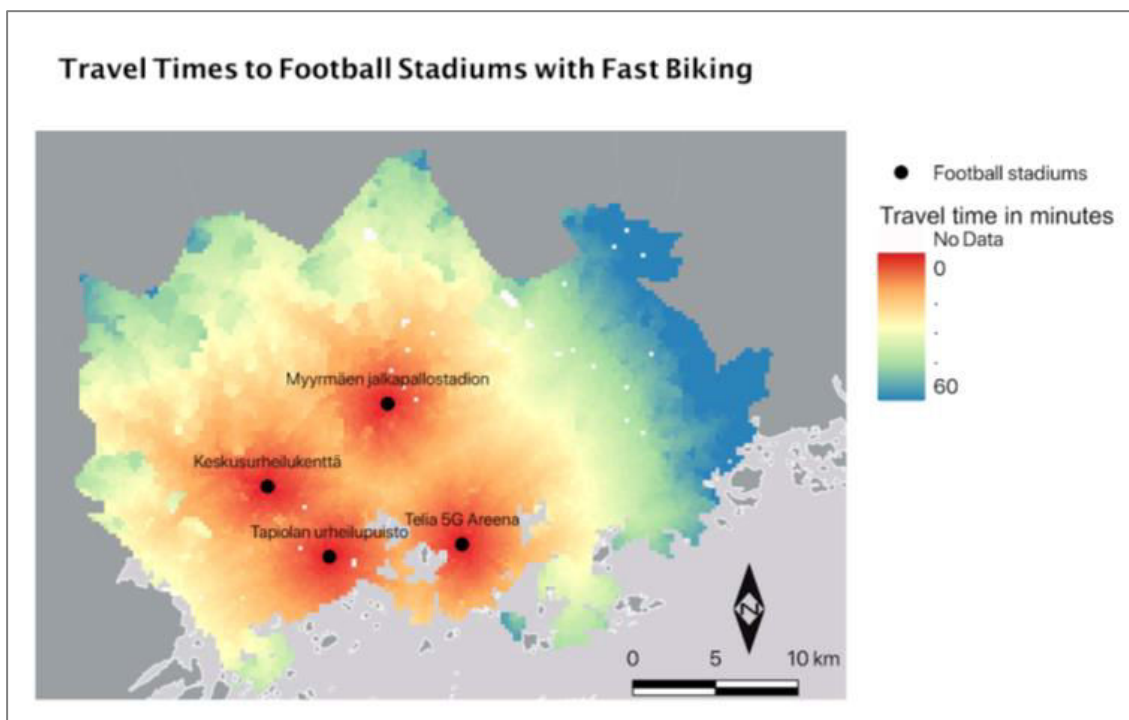 Travel Times to Football Stadiums with Fast Biking
Football stadiums
Travel time in minutes
No Data
0
.
.
60
Myyrmäen jalkapallostadion
Keskusurheilukenttä
Tapiolan urheilupuisto
Telia 5G Areena
N
0 5 10 km